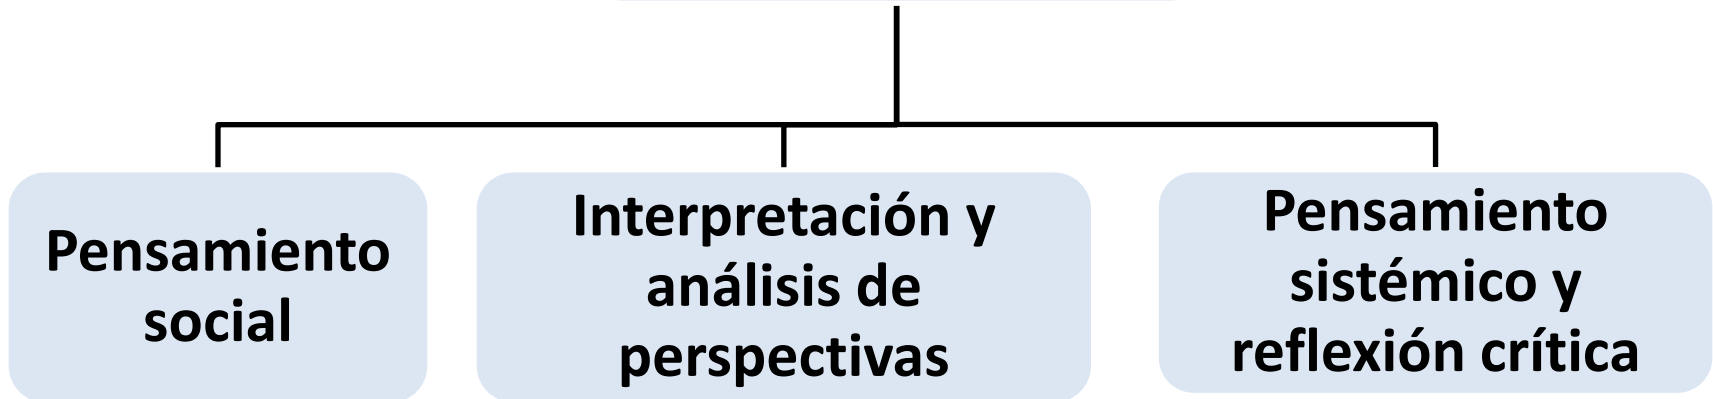 Pensamiento
social
Interpretación y
análisis de
perspectivas
Pensamiento
sistémico y
reflexión crítica